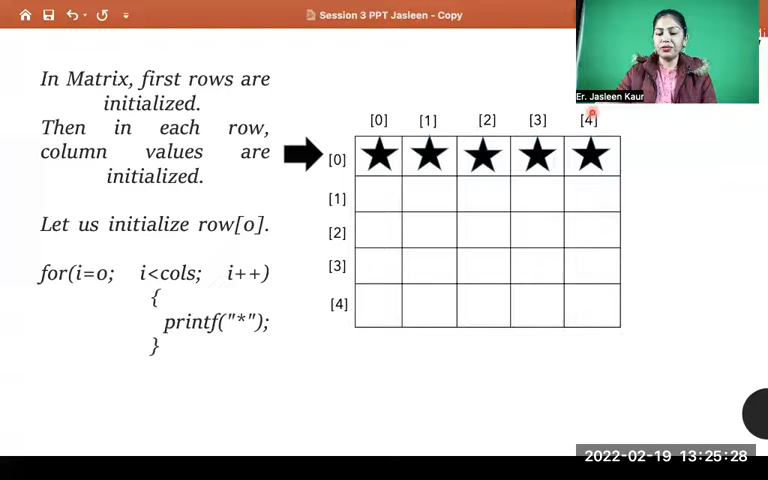 Session 3 PPT Jasleen - Copy
Er. Jasleen Kaur
In Matrix, first rows are
initialized.
Then in each row,
column values are
initialized.
Let us initialize row[0].
for(i=0; i<cols; i++)
{
printf("*");
}
[0] [1] [2] [3] [4]
[0]
[1]
[2]
[3]
[4]
2022-02-19 13:25:28